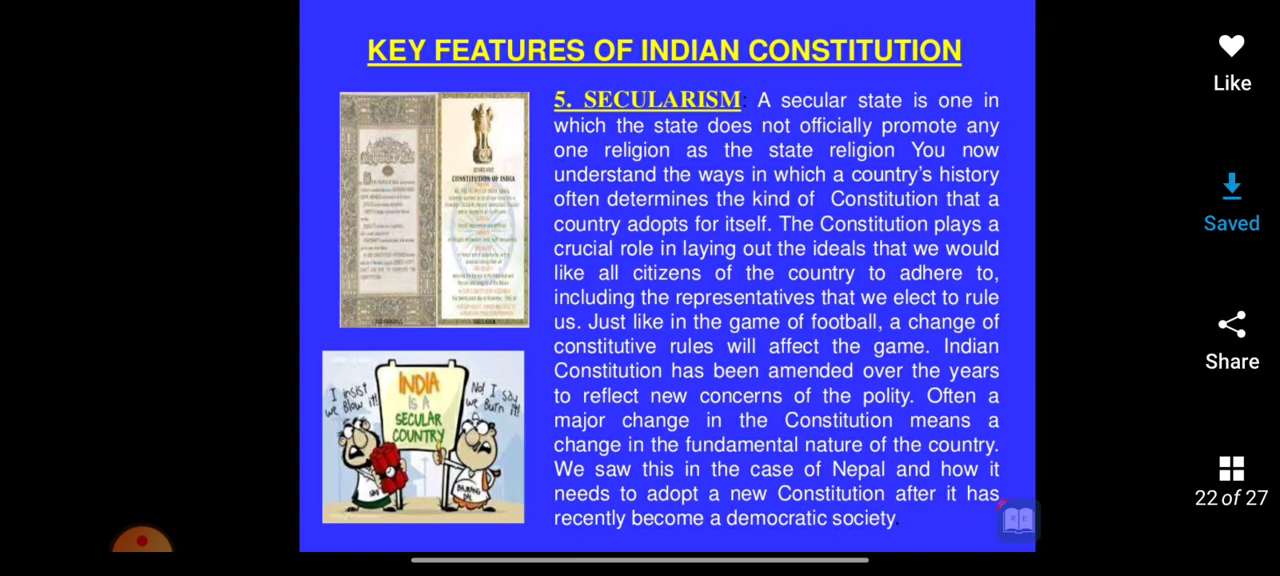 KEY FEATURES OF INDIAN CONSTITUTION
5. SECULARISM: A secular state is one in
which the state does not officially promote any
one religion as the state religion You now
understand the ways in which a country's history
often determines the kind of Constitution that a
country adopts for itself. The Constitution plays a
crucial role in laying out the ideals that we would
like all citizens of the country to adhere to,
including the representatives that we elect to rule
us. Just like in the game of football, a change of
constitutive rules will affect the game. Indian
Constitution has been amended over the years
to reflect new concerns of the polity. Often a
major change in the Constitution means a
change in the fundamental nature of the country.
We saw this in the case of Nepal and how it
needs to adopt a new Constitution after it has
recently become a democratic society.
CONSTITUTION OF INDIA
I insist
we Blow it!
INDIA
IS A
SECULAR
COUNTRY
No! I say
we Burn it!
BAJRANG
DAL
Like
Saved
Share
22 of 27